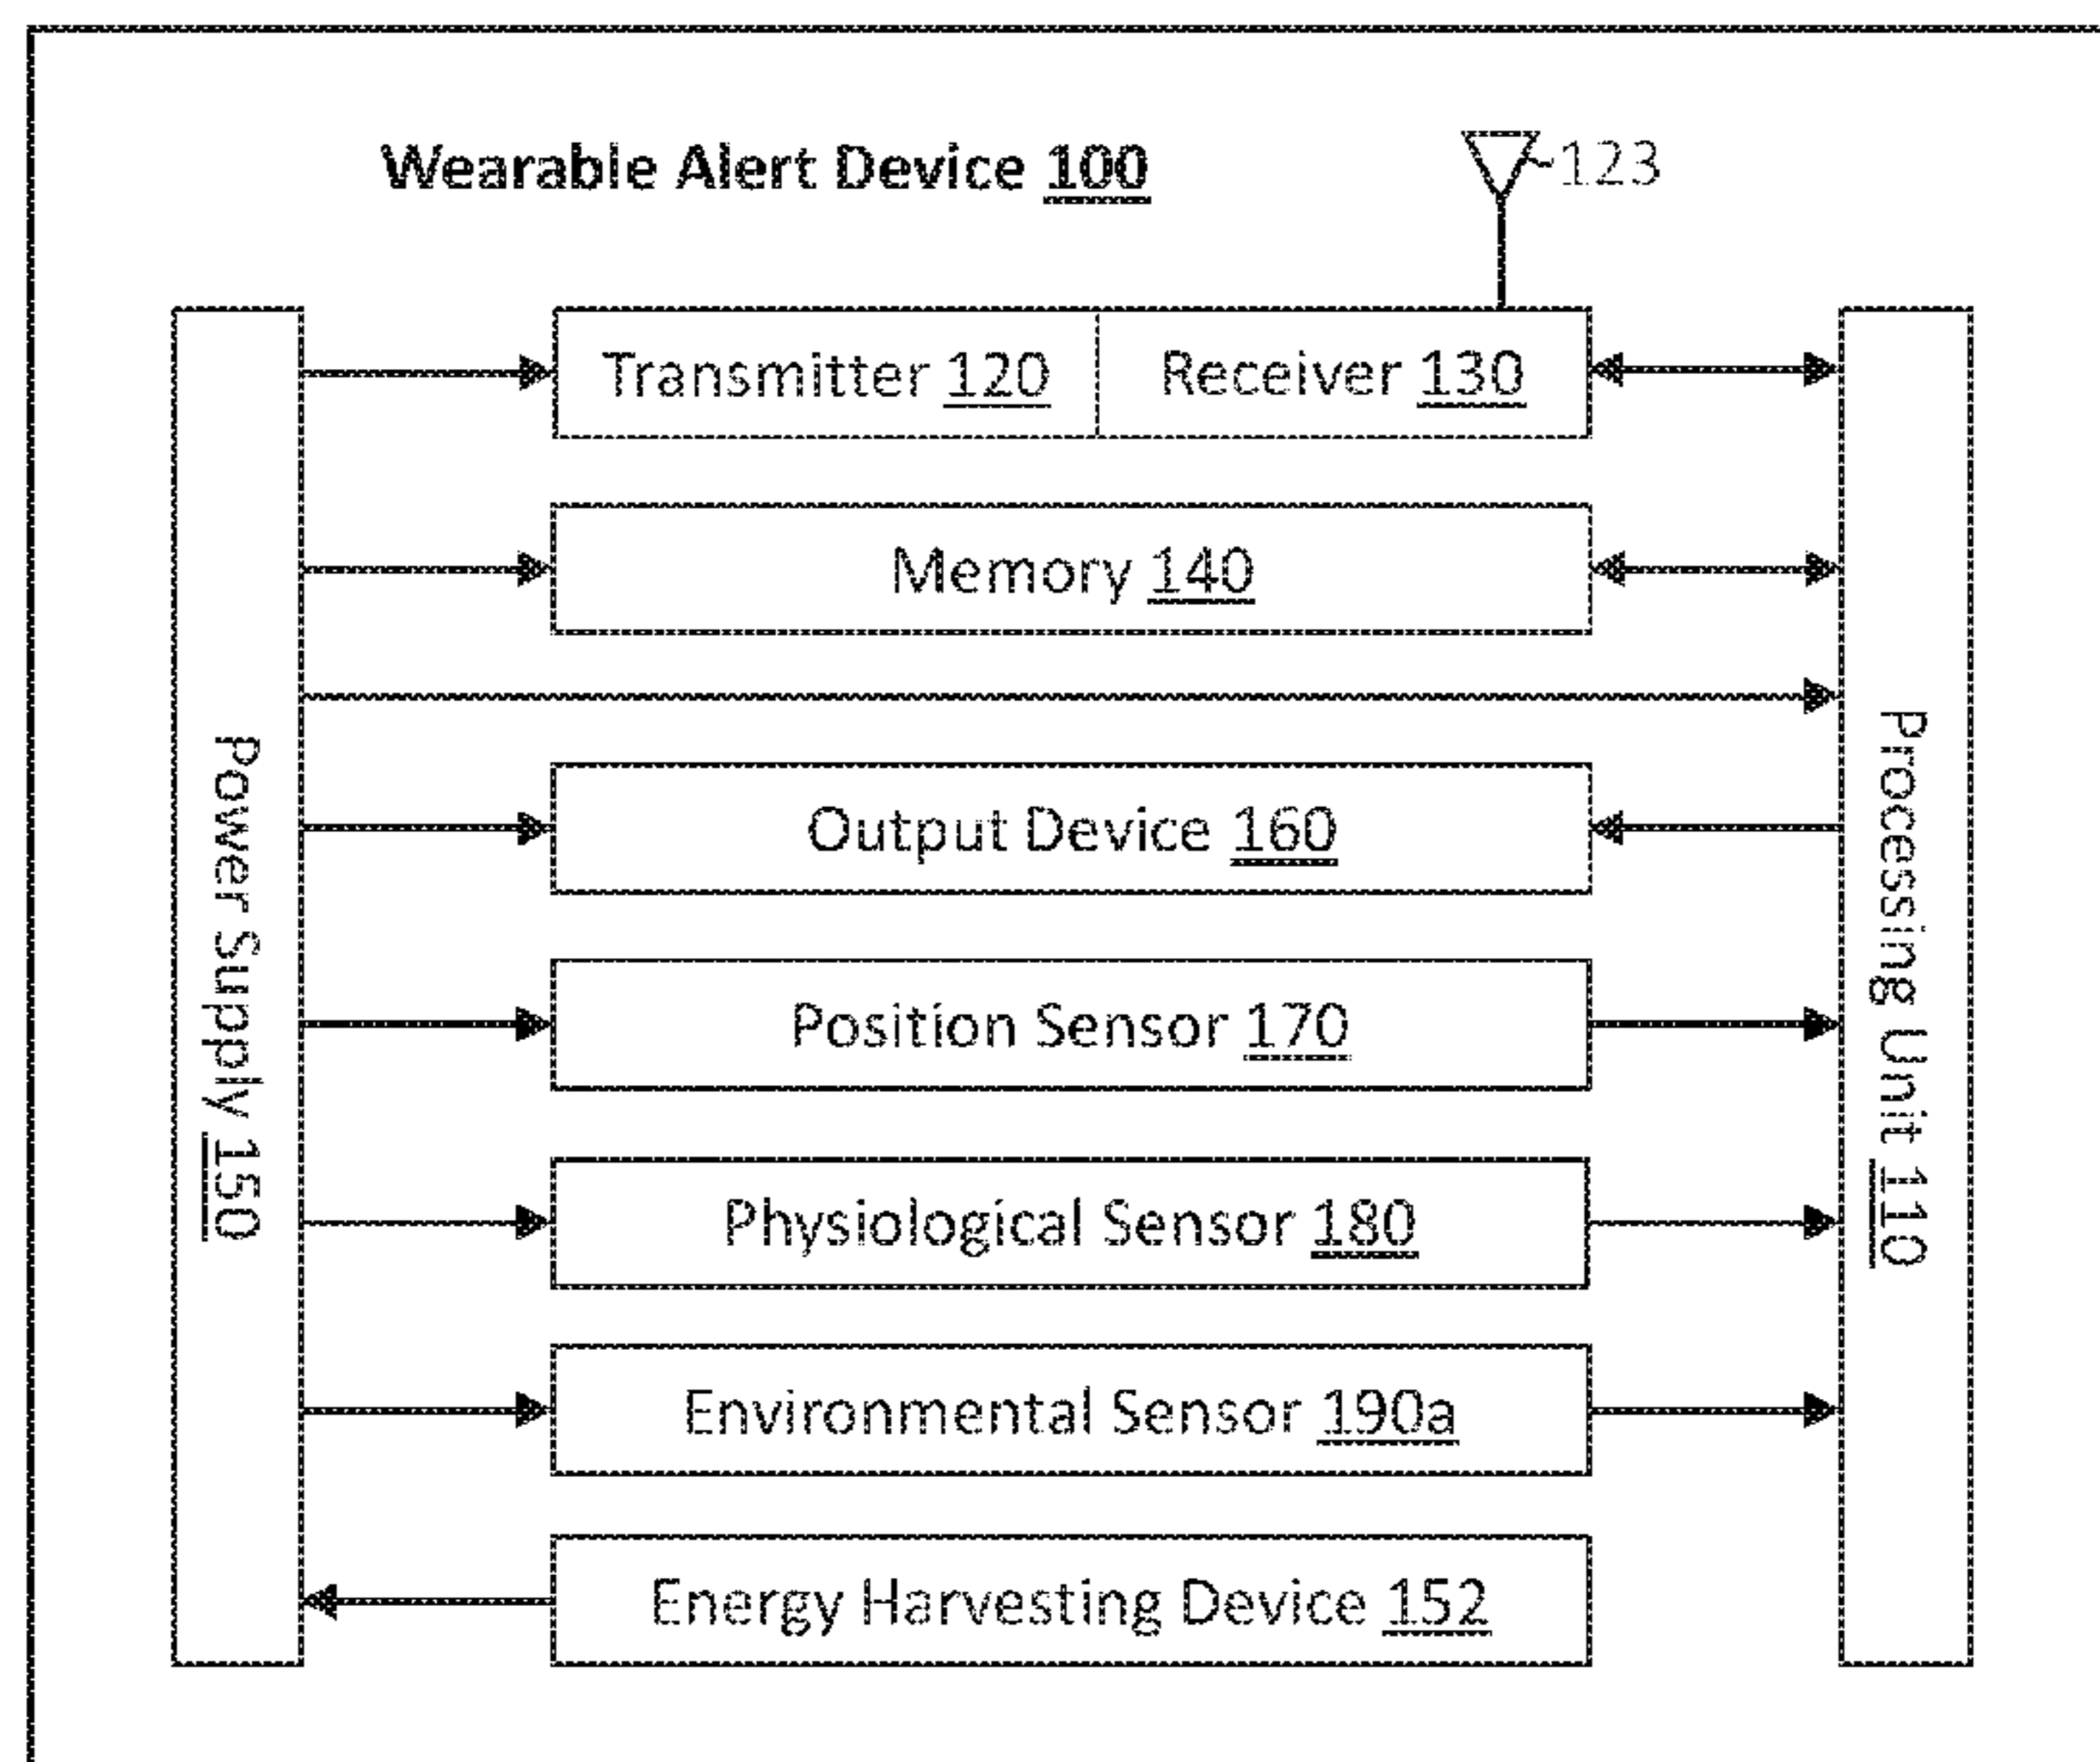 Wearable Alert Device 100
123
Transmitter 120
Receiver 130
Memory 140
Power Supply 150
Processing Unit 110
Output Device 160
Position Sensor 170
Physiological Sensor 180
Environmental Sensor 190a
Energy Harvesting Device 152